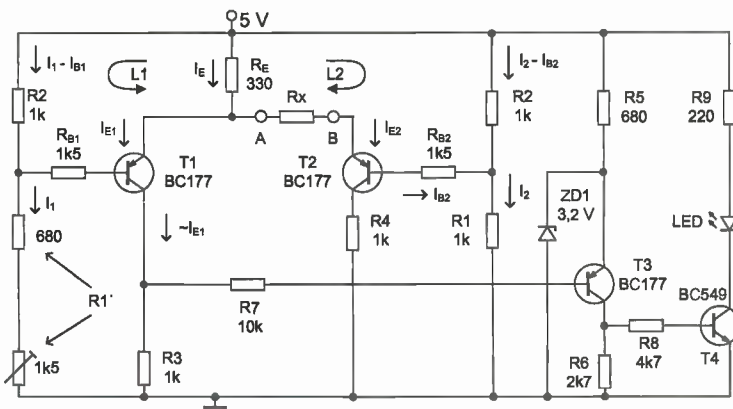 5 V
I1 - IB1
L1
IE
RE
330
L2
I2 - IB2
R2
1k
Rx
A
B
R2
1k
R5
680
R9
220
RB1
1k5
IE1
T1
BC177
T2
BC177
IE2
RB2
1k5
IB2
I1
680
~IE1
R4
1k
R1
1k
I2
ZD1
3,2 V
LED
T3
BC177
BC549
R1'
R7
10k
R8
4k7
T4
1k5
R3
1k
R6
2k7